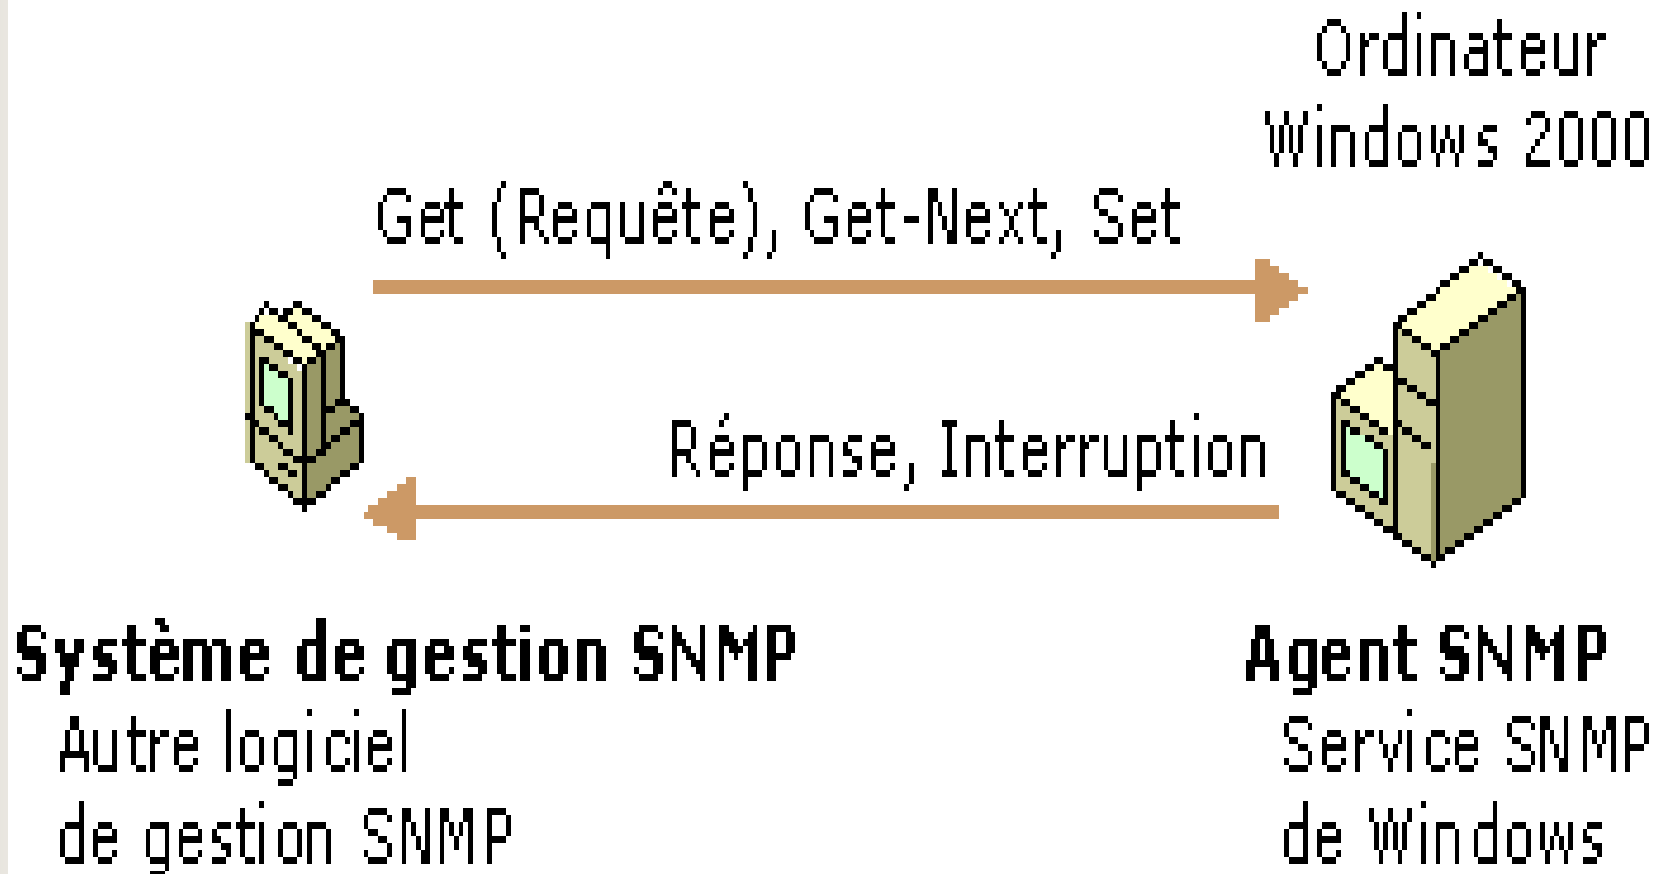 Ordinateur
Windows 2000
Get (Requête), Get-Next, Set
Réponse, Interruption
Système de gestion SNMP
Autre logiciel
de gestion SNMP
Agent SNMP
Service SNMP
de Windows